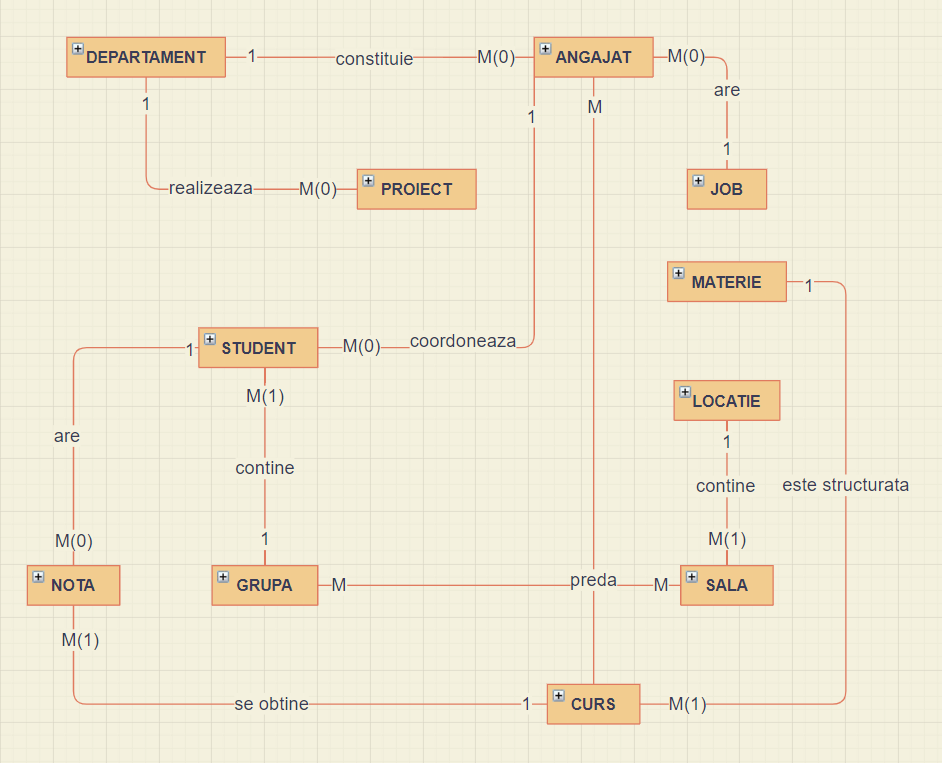 DEPARTAMENT
1
constituie
M(0)
ANGAJAT
M(0)
are
1
JOB
1
realizeaza
M(0)
PROIECT
1
M
MATERIE
1
STUDENT
M(0)
coordoneaza
1
M(1)
contine
1
are
M(0)
LOCATIE
1
contine
M(1)
este structurata
NOTA
GRUPA
M
preda
M
SALA
M(1)
se obtine
1
CURS
M(1)